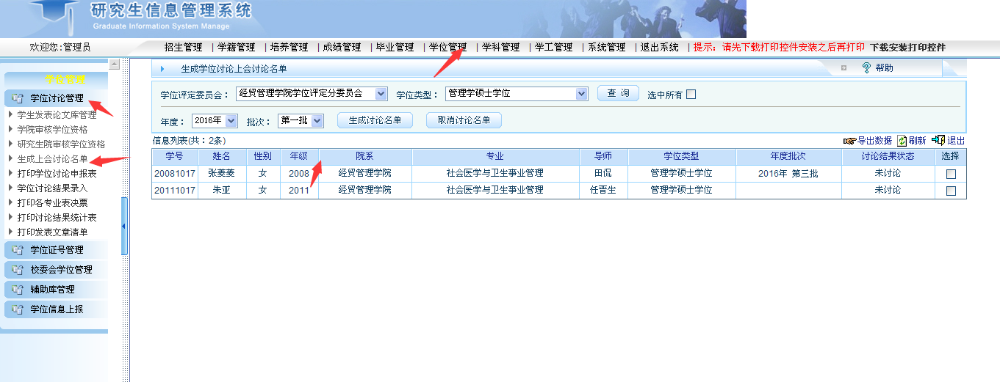 研究生信息管理系统
Graduate Information System Manage
欢迎您:管理员
招生管理 | 学籍管理 | 培养管理 | 成绩管理 | 毕业管理 | 学位管理 | 学科管理 | 学工管理 | 系统管理 | 退出系统 | 提示：请先下载打印控件安装之后再打印 下载安装打印控件
学位管理
学位讨论管理
学生发表论文库管理
学院审核学位资格
研究生院审核学位资格
生成上会讨论名单
打印学位讨论申报表
学位讨论结果录入
打印各专业表决票
打印讨论结果统计表
打印发表文章清单
学位证号管理
校委会学位管理
辅助库管理
学位信息上报
生成学位讨论上会讨论名单 帮助
学位评定委员会： 经贸管理学院学位评定分委员会 学位类型： 管理学硕士学位 查 询 选中所有
年度： 2016年 批次： 第一批 生成讨论名单 取消讨论名单
信息列表(共：2条) 导出数据 刷新 退出
学号 姓名 性别 年级 院系 专业 导师 学位类型 年度批次 讨论结果状态 选择
20081017 张菱菱 女 2008 经贸管理学院 社会医学与卫生事业管理 田侃 管理学硕士学位 2016年 第三批 未讨论
20111017 朱亚 女 2011 经贸管理学院 社会医学与卫生事业管理 任晋生 管理学硕士学位 未讨论